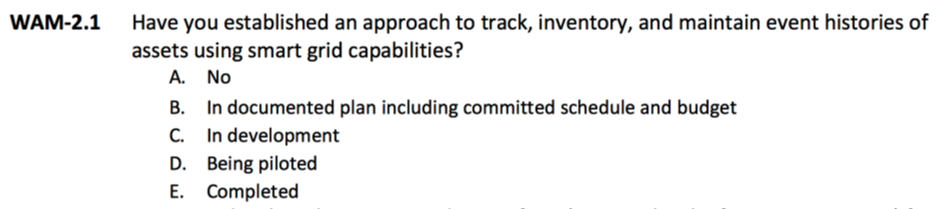 WAM-2.1 Have you established an approach to track, inventory, and maintain event histories of
assets using smart grid capabilities?
A. No
B. In documented plan including committed schedule and budget
C. In development
D. Being piloted
E. Completed